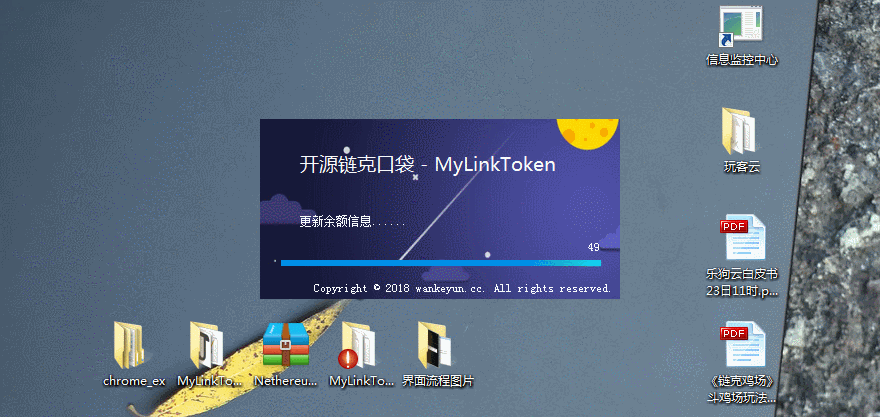 信息监控中心
开源链克口袋 - MyLinkToken
玩客云
更新余额信息......
49
PDF
乐狗云白皮书
23日11时.p...
Copyright © 2018 wankeyun.cc. All rights reserved.
PDF
chrome_ex
MyLinkTo...
Nethereu...
MyLinkTo...
界面流程图片
《链克鸡场》
斗鸡场玩法...